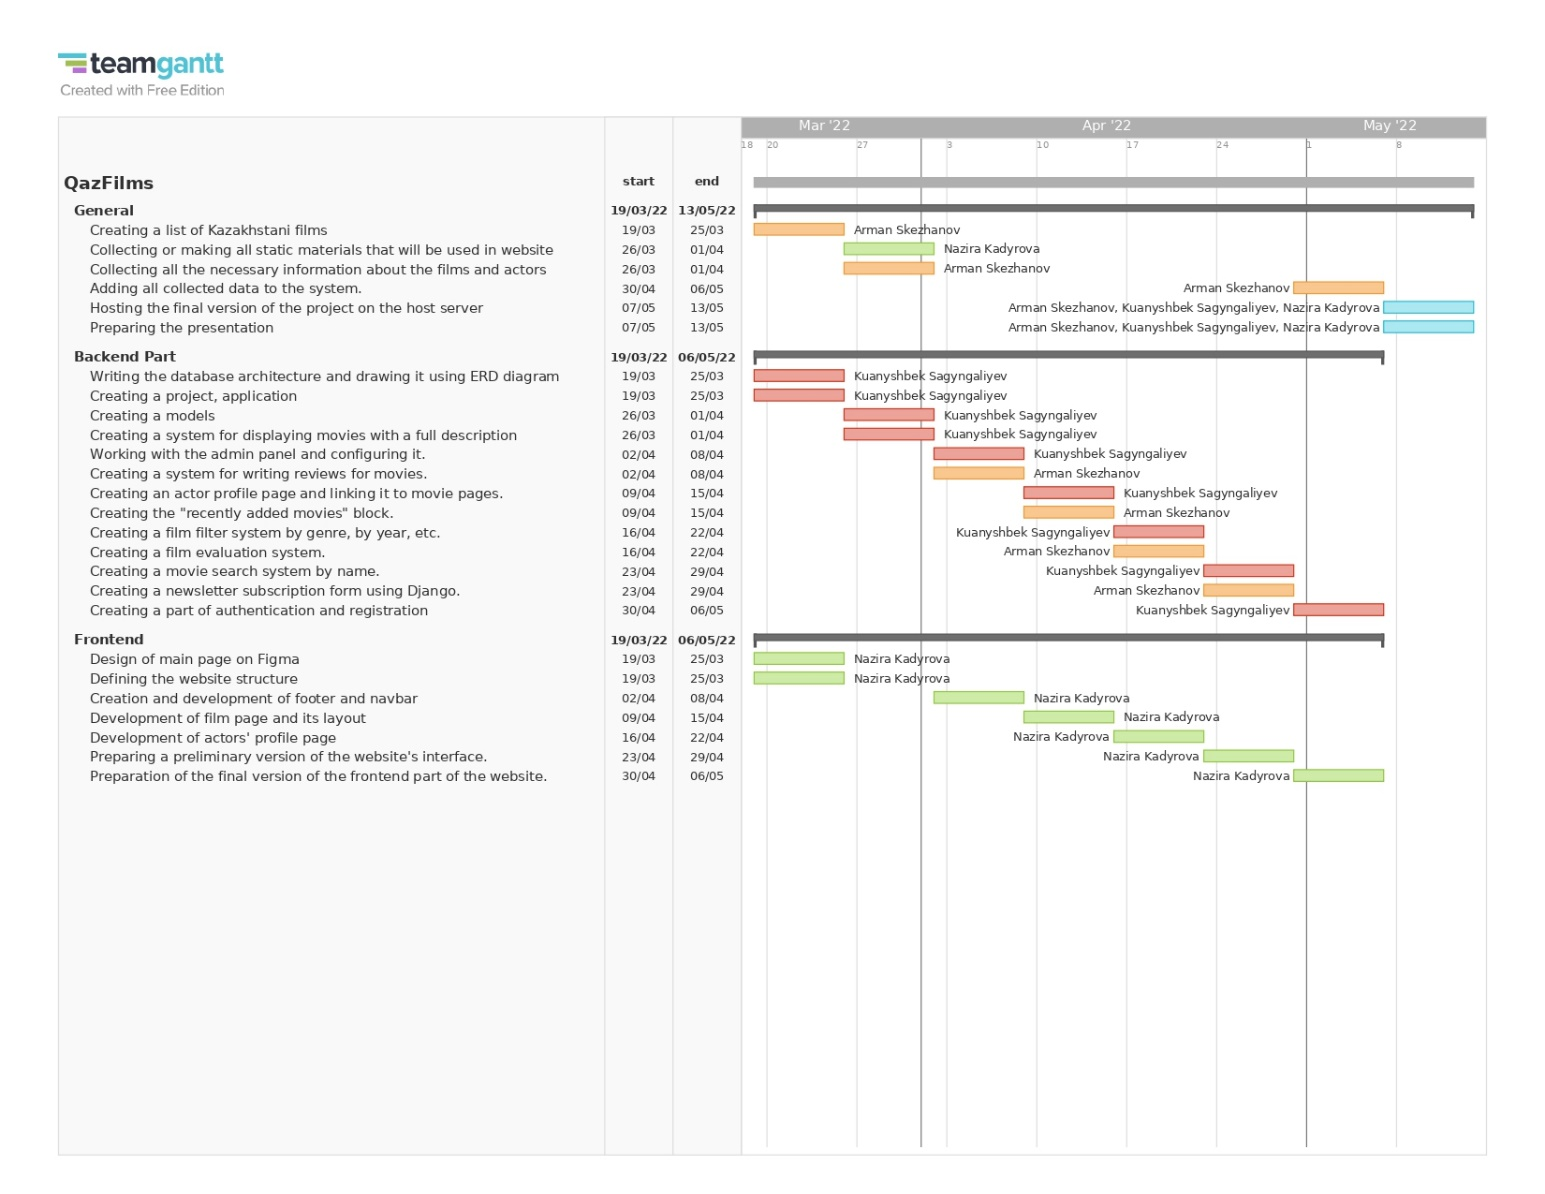 teamgantt
Created with Free Edition
Mar '22 Apr '22 May '22
18 20 27 3 10 17 24 1 8
QazFilms start end
General 19/03/22 13/05/22
Creating a list of Kazakhstani films 19/03 25/03 Arman Skezhanov
Collecting or making all static materials that will be used in website 26/03 01/04 Nazira Kadyrova
Collecting all the necessary information about the films and actors 26/03 01/04 Arman Skezhanov
Adding all collected data to the system. 30/04 06/05 Arman Skezhanov
Hosting the final version of the project on the host server 07/05 13/05 Arman Skezhanov, Kuanyshbek Sagyngaliyev, Nazira Kadyrova
Preparing the presentation 07/05 13/05 Arman Skezhanov, Kuanyshbek Sagyngaliyev, Nazira Kadyrova
Backend Part 19/03/22 06/05/22
Writing the database architecture and drawing it using ERD diagram 19/03 25/03 Kuanyshbek Sagyngaliyev
Creating a project, application 19/03 25/03 Kuanyshbek Sagyngaliyev
Creating a models 26/03 01/04 Kuanyshbek Sagyngaliyev
Creating a system for displaying movies with a full description 26/03 01/04 Kuanyshbek Sagyngaliyev
Working with the admin panel and configuring it. 02/04 08/04 Kuanyshbek Sagyngaliyev
Creating a system for writing reviews for movies. 02/04 08/04 Arman Skezhanov
Creating an actor profile page and linking it to movie pages. 09/04 15/04 Kuanyshbek Sagyngaliyev
Creating the "recently added movies" block. 09/04 15/04 Arman Skezhanov
Creating a film filter system by genre, by year, etc. 16/04 22/04 Kuanyshbek Sagyngaliyev
Creating a film evaluation system. 16/04 22/04 Arman Skezhanov
Creating a movie search system by name. 23/04 29/04 Kuanyshbek Sagyngaliyev
Creating a newsletter subscription form using Django. 23/04 29/04 Arman Skezhanov
Creating a part of authentication and registration 30/04 06/05 Kuanyshbek Sagyngaliyev
Frontend 19/03/22 06/05/22
Design of main page on Figma 19/03 25/03 Nazira Kadyrova
Defining the website structure 19/03 25/03 Nazira Kadyrova
Creation and development of footer and navbar 02/04 08/04 Nazira Kadyrova
Development of film page and its layout 09/04 15/04 Nazira Kadyrova
Development of actors' profile page 16/04 22/04 Nazira Kadyrova
Preparing a preliminary version of the website's interface. 23/04 29/04 Nazira Kadyrova
Preparation of the final version of the frontend part of the website. 30/04 06/05 Nazira Kadyrova